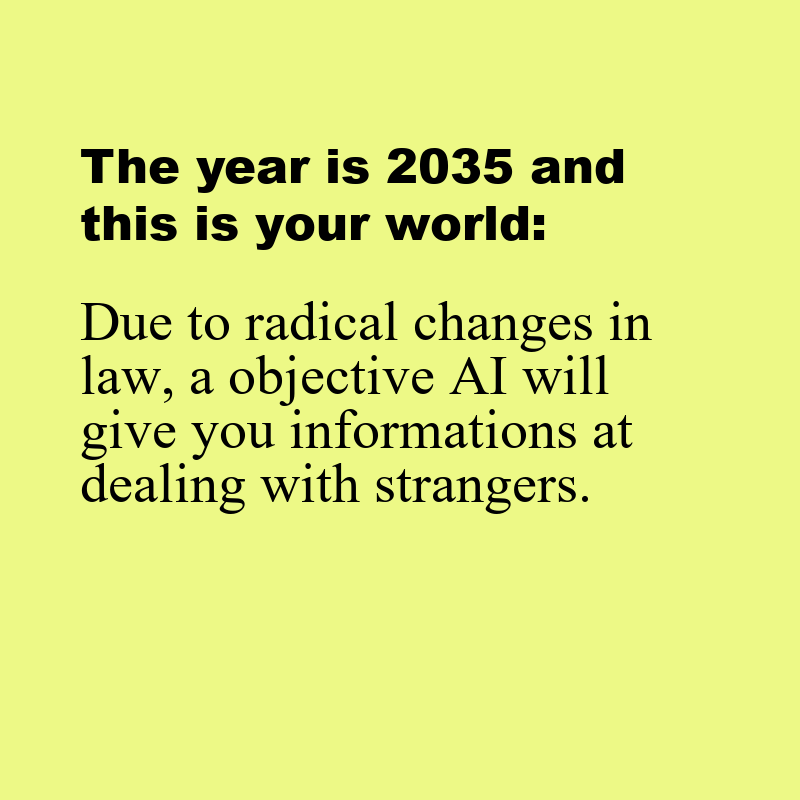 The year is 2035 and
this is your world:
Due to radical changes in
law, a objective AI will
give you informations at
dealing with strangers.